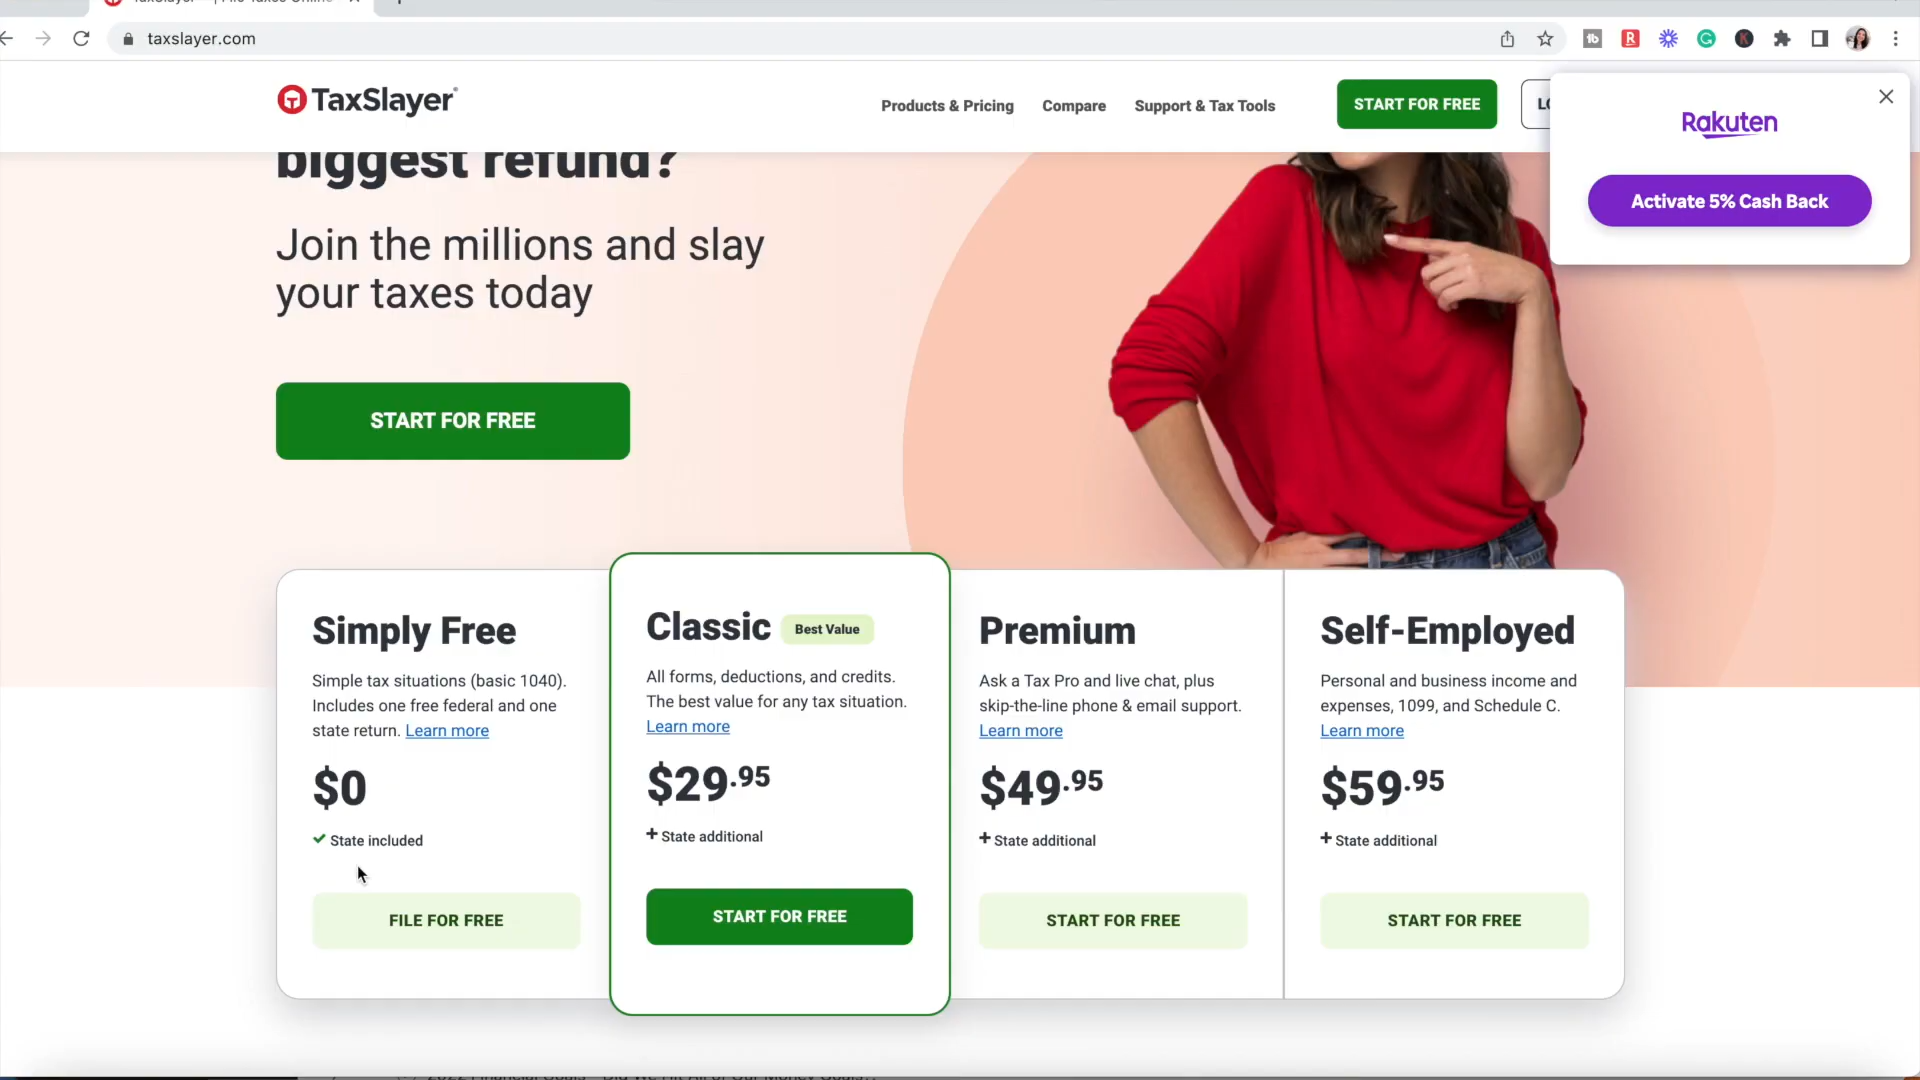 taxslayer.com
TaxSlayer
Products & Pricing
Compare
Support & Tax Tools
START FOR FREE
Rakuten
Activate 5% Cash Back
biggest refund?
Join the millions and slay
your taxes today
START FOR FREE
Simply Free
Simple tax situations (basic 1040).
Includes one free federal and one
state return. Learn more
$0
State included
FILE FOR FREE
Classic
Best Value
All forms, deductions, and credits.
The best value for any tax situation.
Learn more
$29.95
+ State additional
START FOR FREE
Premium
Ask a Tax Pro and live chat, plus
skip-the-line phone & email support.
Learn more
$49.95
+ State additional
START FOR FREE
Self-Employed
Personal and business income and
expenses, 1099, and Schedule C.
Learn more
$59.95
+ State additional
START FOR FREE